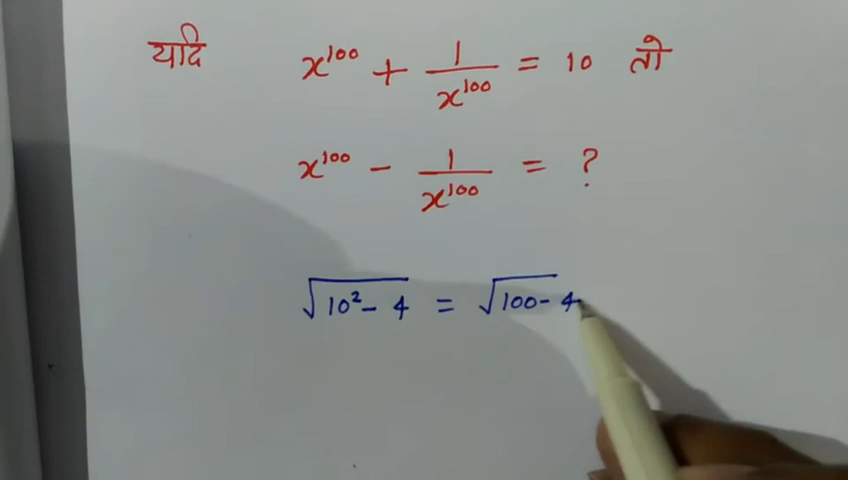 यदि x¹⁰⁰ + 1/x¹⁰⁰ = 10 तो
x¹⁰⁰ - 1/x¹⁰⁰ = ?
√(10² - 4) = √(100 - 4